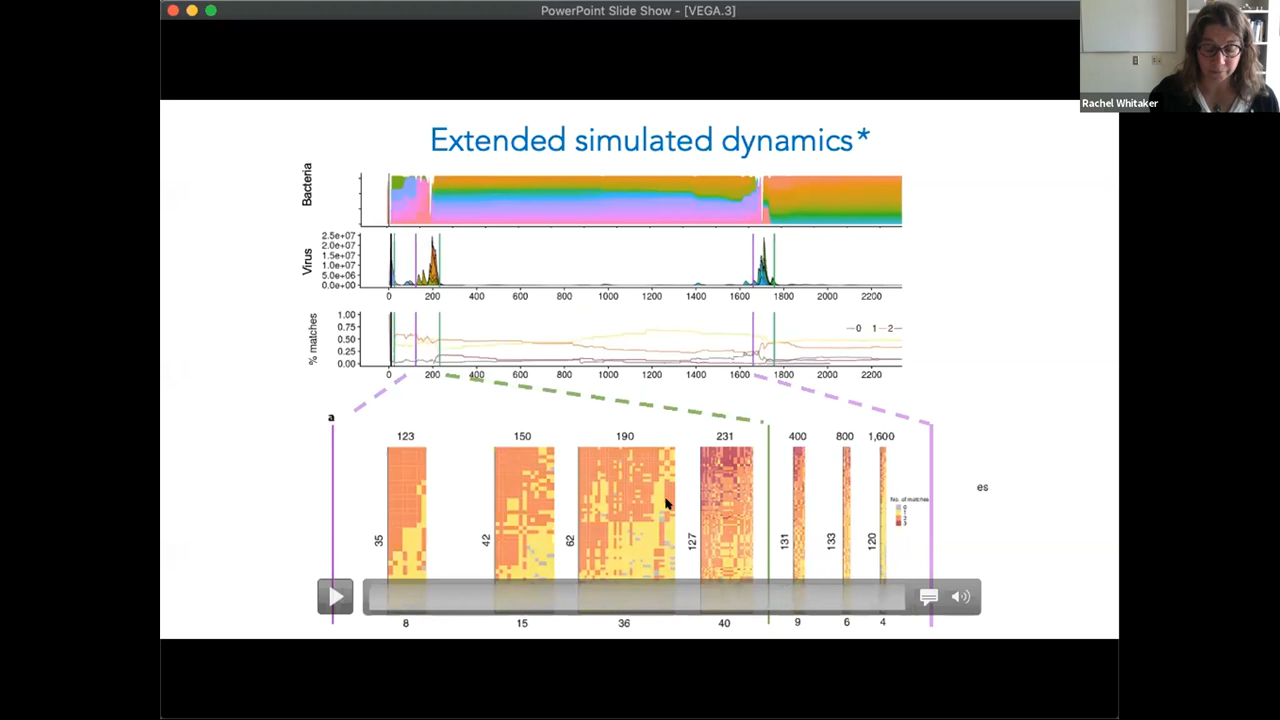 PowerPoint Slide Show - [VEGA.3]
Rachel Whitaker
Extended simulated dynamics*
Bacteria
Virus
2.5e+07
2.0e+07
1.5e+07
1.0e+07
5.0e+06
0.0e+00
0 200 400 600 800 1000 1200 1400 1600 1800 2000 2200
% matches
1.00
0.75
0.50
0.25
0.00
0 1 2
0 200 400 600 800 1000 1200 1400 1600 1800 2000 2200
a
123 150 190 231 400 800 1,600
35 42 62 127 131 133 120
No. of matches
es
8 15 36 40 9 6 4